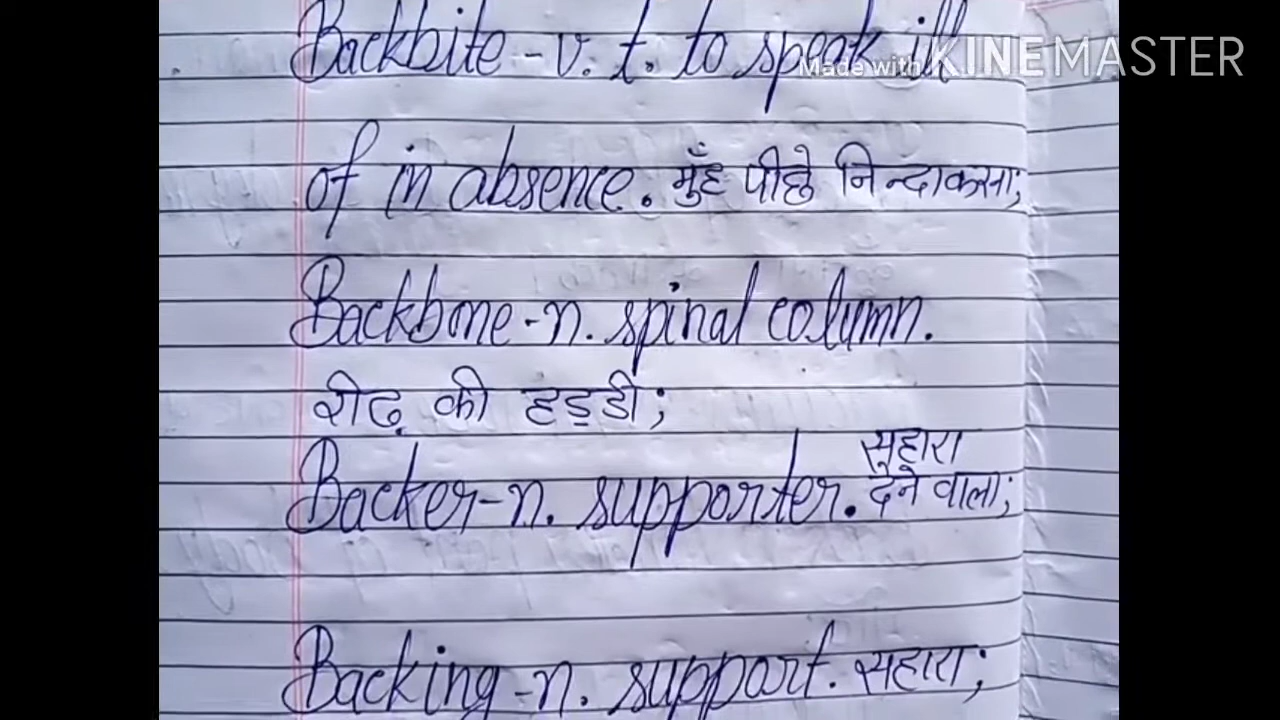 Backbite - v. t. to speak ill
Made with KINEMASTER
of in absence. मुँह पीछे निन्दा करना;
Backbone - n. spinal column.
रीढ़ की हड्डी;
Backer - n. supporter. सहारा
देने वाला;
Backing - n. support. सहारा;